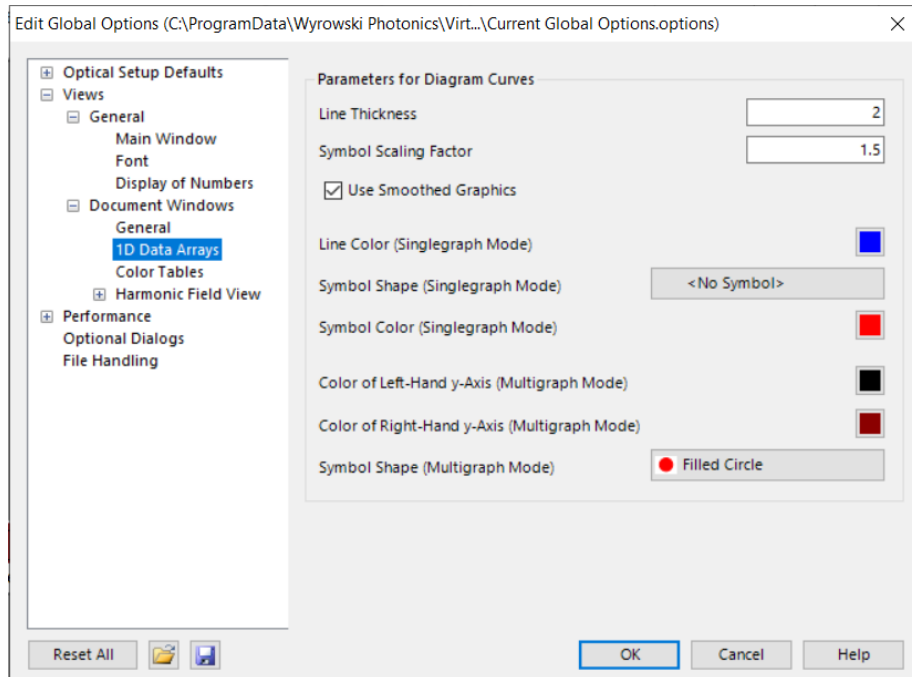 Edit Global Options (C:\ProgramData\Wyrowski Photonics\Virt...\Current Global Options.options)
Optical Setup Defaults
Views
General
Main Window
Font
Display of Numbers
Document Windows
General
1D Data Arrays
Color Tables
Harmonic Field View
Performance
Optional Dialogs
File Handling
Parameters for Diagram Curves
Line Thickness 2
Symbol Scaling Factor 1.5
Use Smoothed Graphics
Line Color (Singlegraph Mode)
Symbol Shape (Singlegraph Mode) <No Symbol>
Symbol Color (Singlegraph Mode)
Color of Left-Hand y-Axis (Multigraph Mode)
Color of Right-Hand y-Axis (Multigraph Mode)
Symbol Shape (Multigraph Mode) Filled Circle
Reset All OK Cancel Help